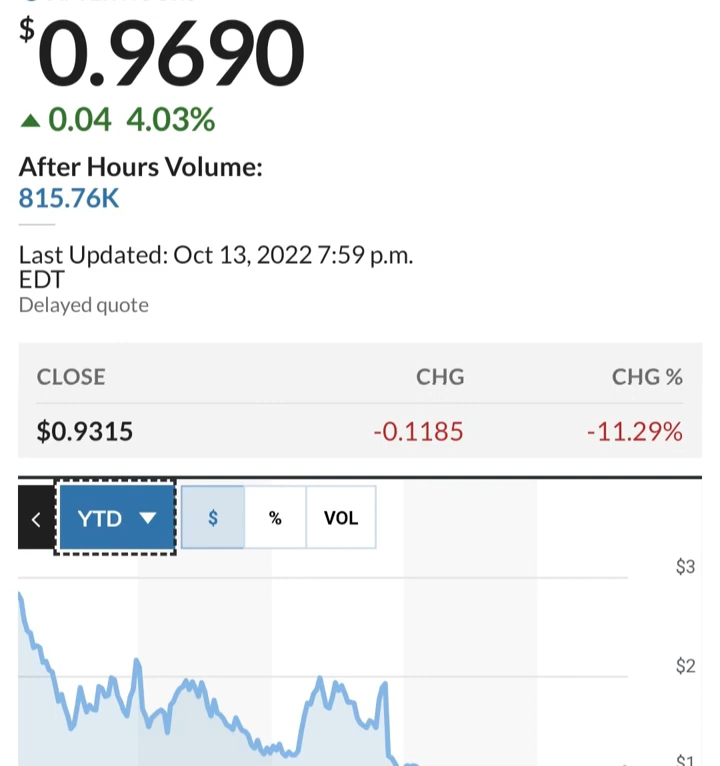 $0.9690
▲ 0.04 4.03%
After Hours Volume:
815.76K
Last Updated: Oct 13, 2022 7:59 p.m.
EDT
Delayed quote
CLOSE CHG CHG %
$0.9315 -0.1185 -11.29%
< YTD ▼ $ % VOL
$3
$2
$1